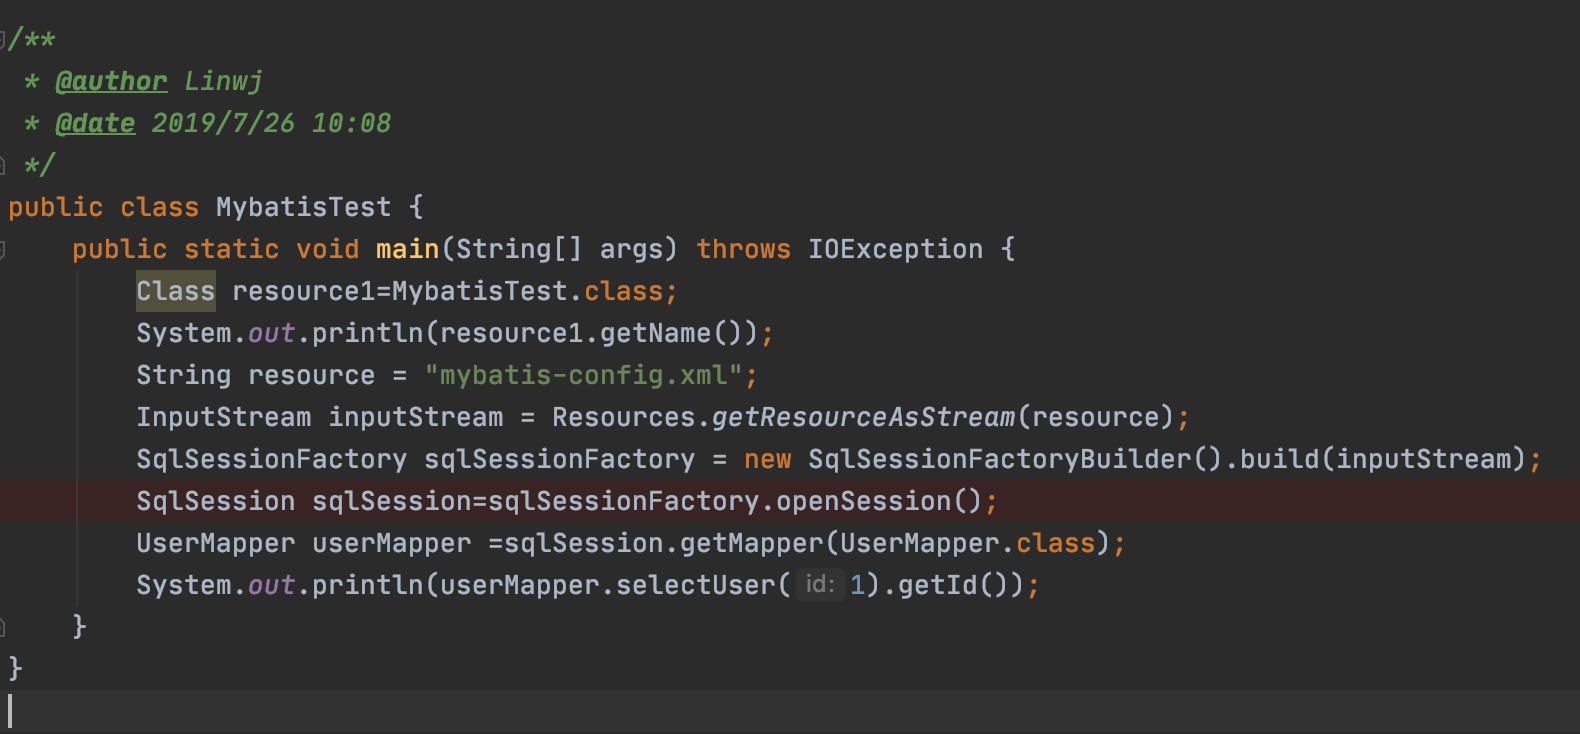 /**
 * @author Linwj
 * @date 2019/7/26 10:08
 */
public class MybatisTest {
    public static void main(String[] args) throws IOException {
        Class resource1=MybatisTest.class;
        System.out.println(resource1.getName());
        String resource = "mybatis-config.xml";
        InputStream inputStream = Resources.getResourceAsStream(resource);
        SqlSessionFactory sqlSessionFactory = new SqlSessionFactoryBuilder().build(inputStream);
        SqlSession sqlSession=sqlSessionFactory.openSession();
        UserMapper userMapper =sqlSession.getMapper(UserMapper.class);
        System.out.println(userMapper.selectUser( id: 1).getId());
    }
}